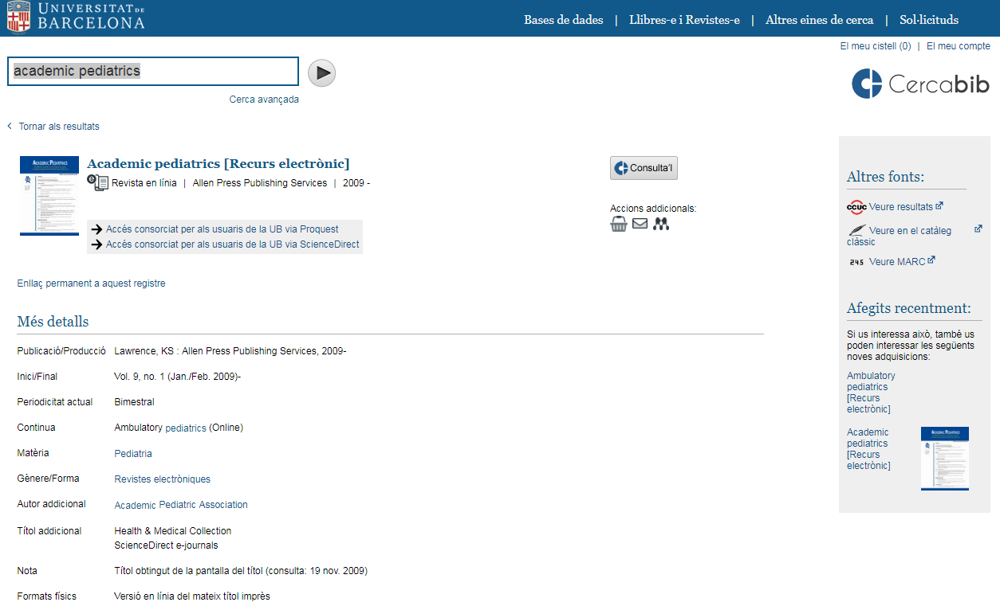 UNIVERSITAT DE
BARCELONA
Bases de dades | Llibres-e i Revistes-e | Altres eines de cerca | Sol·licituds
El meu cistell (0) | El meu compte
academic pediatrics
Cerca avançada
Cercabib
Tornar als resultats
ACADEMIC PEDIATRICS
Academic pediatrics [Recurs electrònic]
Revista en línia | Allen Press Publishing Services | 2009 -
Accés consorciat per als usuaris de la UB via Proquest
Accés consorciat per als usuaris de la UB via ScienceDirect
Consulta'l
Accions addicionals:
Enllaç permanent a aquest registre
Més detalls
Publicació/Producció Lawrence, KS : Allen Press Publishing Services, 2009-
Inici/Final Vol. 9, no. 1 (Jan./Feb. 2009)-
Periodicitat actual Bimestral
Continua Ambulatory pediatrics (Online)
Matèria Pediatria
Gènere/Forma Revistes electròniques
Autor addicional Academic Pediatric Association
Títol addicional Health & Medical Collection
ScienceDirect e-journals
Nota Títol obtingut de la pantalla del títol (consulta: 19 nov. 2009)
Formats físics Versió en línia del mateix títol imprès
Altres fonts:
CCUC Veure resultats
Veure en el catàleg
clàssic
245 Veure MARC
Afegits recentment:
Si us interessa això, també us
poden interessar les següents
noves adquisicions:
Ambulatory
pediatrics
[Recurs
electrònic]
Academic
pediatrics
[Recurs
electrònic]
ACADEMIC PEDIATRICS